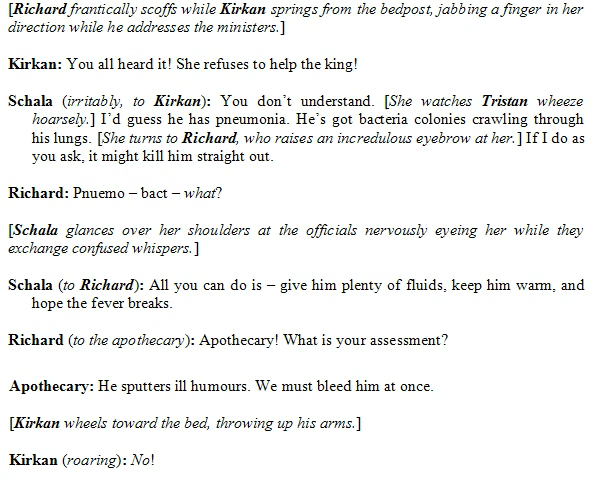 [Richard frantically scoffs while Kirkan springs from the bedpost, jabbing a finger in her
direction while he addresses the ministers.]
Kirkan: You all heard it! She refuses to help the king!
Schala (irritably, to Kirkan): You don't understand. [She watches Tristan wheeze
hoarsely.] I'd guess he has pneumonia. He's got bacteria colonies crawling through
his lungs. [She turns to Richard, who raises an incredulous eyebrow at her.] If I do as
you ask, it might kill him straight out.
Richard: Pnuemo – bact – what?
[Schala glances over her shoulders at the officials nervously eyeing her while they
exchange confused whispers.]
Schala (to Richard): All you can do is – give him plenty of fluids, keep him warm, and
hope the fever breaks.
Richard (to the apothecary): Apothecary! What is your assessment?
Apothecary: He sputters ill humours. We must bleed him at once.
[Kirkan wheels toward the bed, throwing up his arms.]
Kirkan (roaring): No!